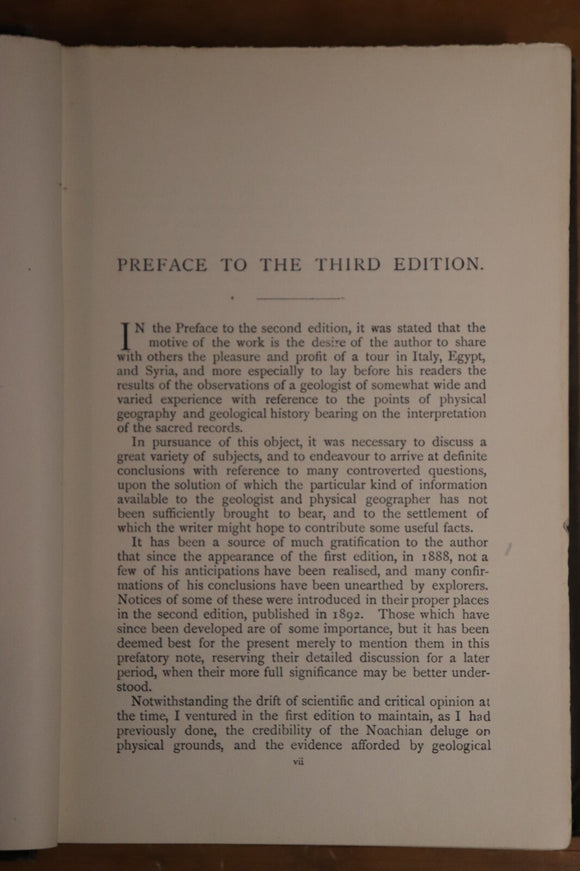 PREFACE TO THE THIRD EDITION.
IN the Preface to the second edition, it was stated that the
motive of the work is the desire of the author to share
with others the pleasure and profit of a tour in Italy, Egypt,
and Syria, and more especially to lay before his readers the
results of the observations of a geologist of somewhat wide and
varied experience with reference to the points of physical
geography and geological history bearing on the interpretation
of the sacred records.
In pursuance of this object, it was necessary to discuss a
great variety of subjects, and to endeavour to arrive at definite
conclusions with reference to many controverted questions,
upon the solution of which the particular kind of information
available to the geologist and physical geographer has not
been sufficiently brought to bear, and to the settlement of
which the writer might hope to contribute some useful facts.
It has been a source of much gratification to the author
that since the appearance of the first edition, in 1888, not a
few of his anticipations have been realised, and many confir-
mations of his conclusions have been unearthed by explorers.
Notices of some of these were introduced in their proper places
in the second edition, published in 1892. Those which have
since been developed are of some importance, but it has been
deemed best for the present merely to mention them in this
prefatory note, reserving their detailed discussion for a later
period, when their more full significance may be better under-
stood.
Notwithstanding the drift of scientific and critical opinion at
the time, I ventured in the first edition to maintain, as I had
previously done, the credibility of the Noachian deluge on
physical grounds, and the evidence afforded by geological
vii